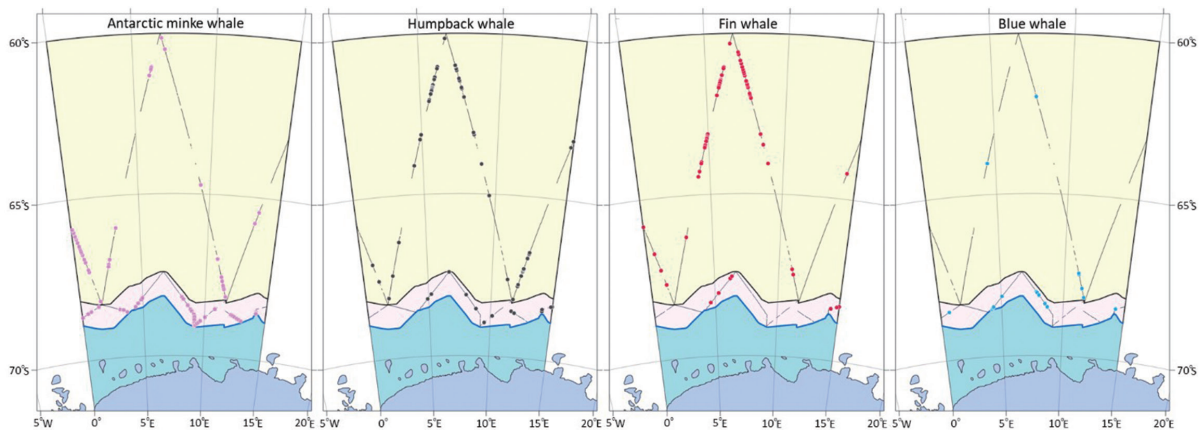 Antarctic minke whale Humpback whale Fin whale Blue whale
60°S 60°S
65°S 65°S
70°S 70°S
5°W 0° 5°E 10°E 15°E 20°E 5°W 0° 5°E 10°E 15°E 20°E 5°W 0° 5°E 10°E 15°E 20°E 5°W 0° 5°E 10°E 15°E 20°E